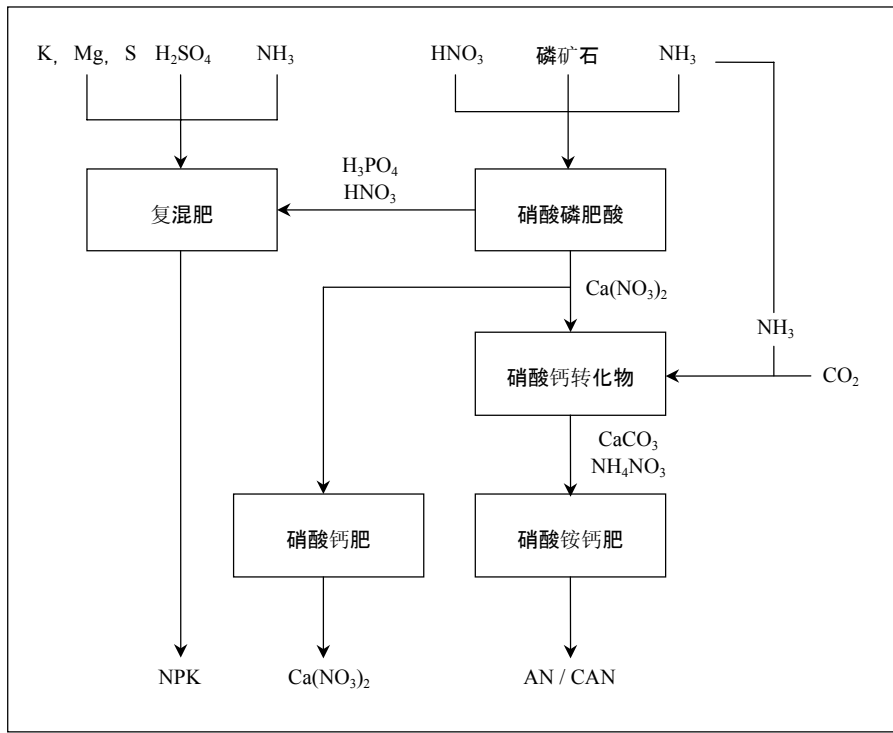 K, Mg, S H₂SO₄ NH₃
HNO₃ 磷矿石 NH₃
H₃PO₄
HNO₃
复混肥
硝酸磷肥酸
Ca(NO₃)₂
NH₃
硝酸钙转化物
CO₂
CaCO₃
NH₄NO₃
硝酸钙肥
硝酸铵钙肥
NPK
Ca(NO₃)₂
AN / CAN